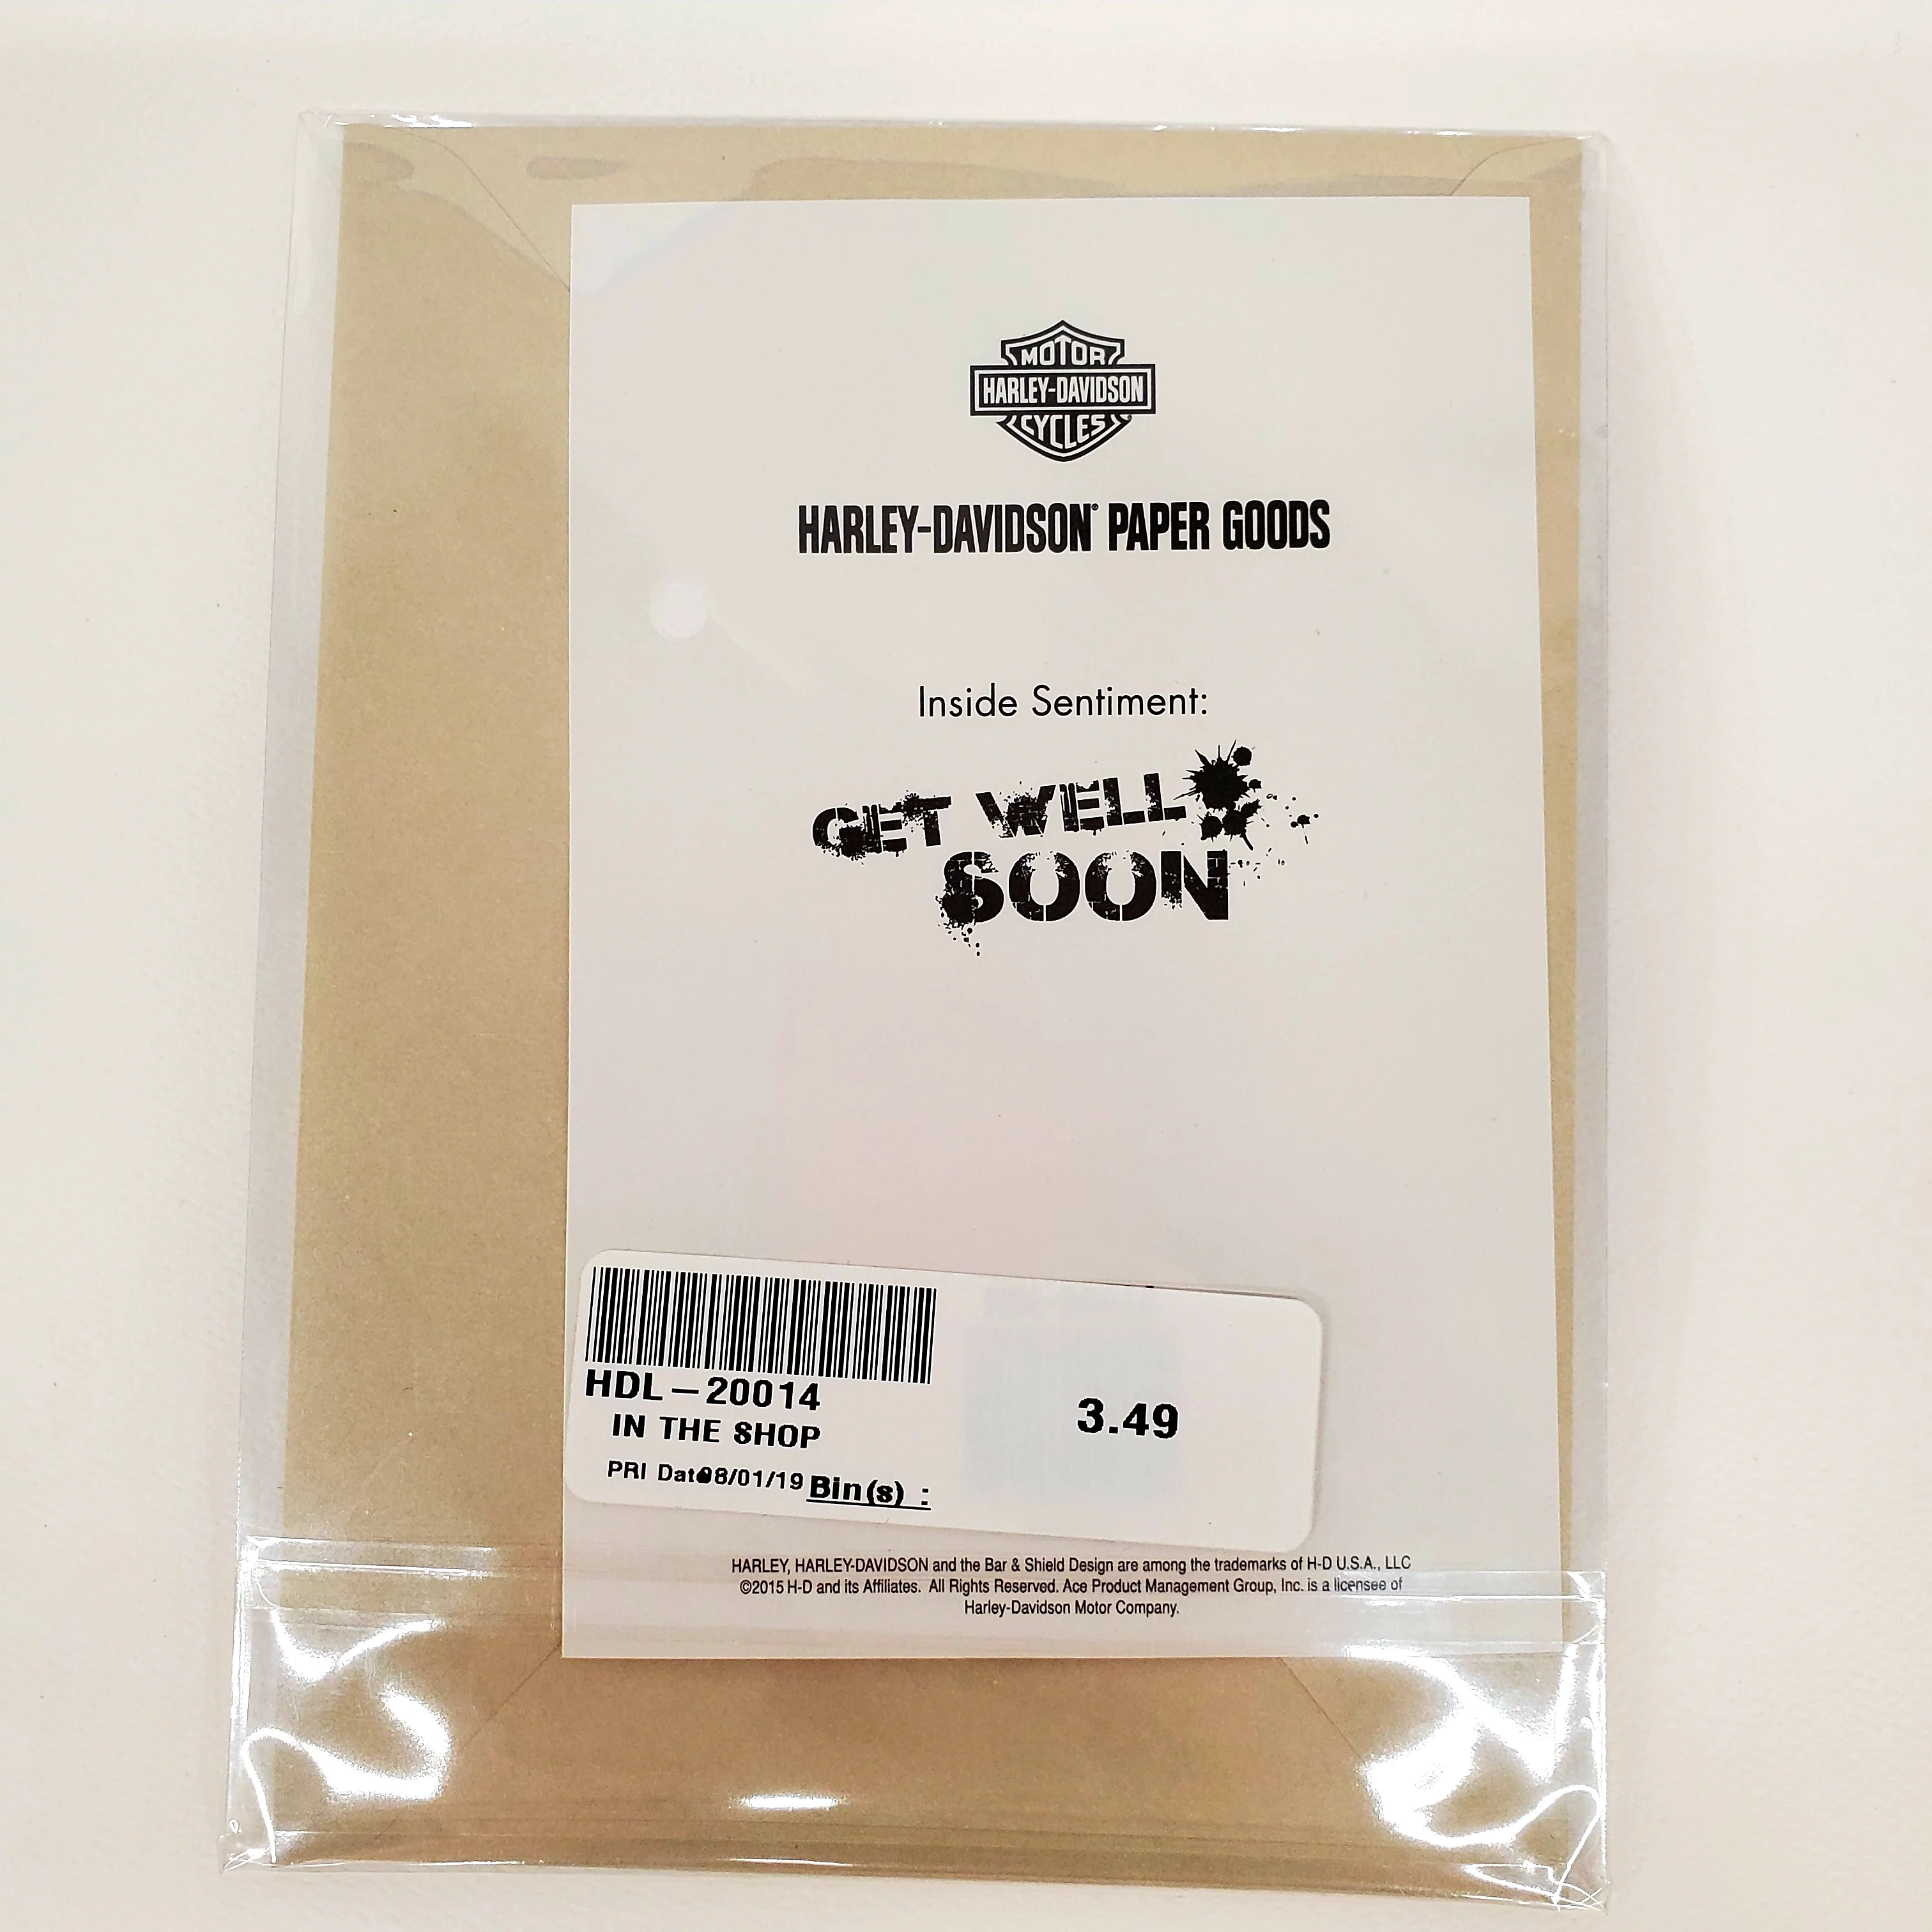 MOTOR
HARLEY-DAVIDSON
CYCLES
HARLEY-DAVIDSON® PAPER GOODS
Inside Sentiment:
GET WELL
SOON
HDL-20014
IN THE SHOP
3.49
PRI Date08/01/19 Bin(s) :
HARLEY, HARLEY-DAVIDSON and the Bar & Shield Design are among the trademarks of H-D U.S.A., LLC
©2015 H-D and its Affiliates. All Rights Reserved. Ace Product Management Group, Inc. is a licensee of
Harley-Davidson Motor Company.